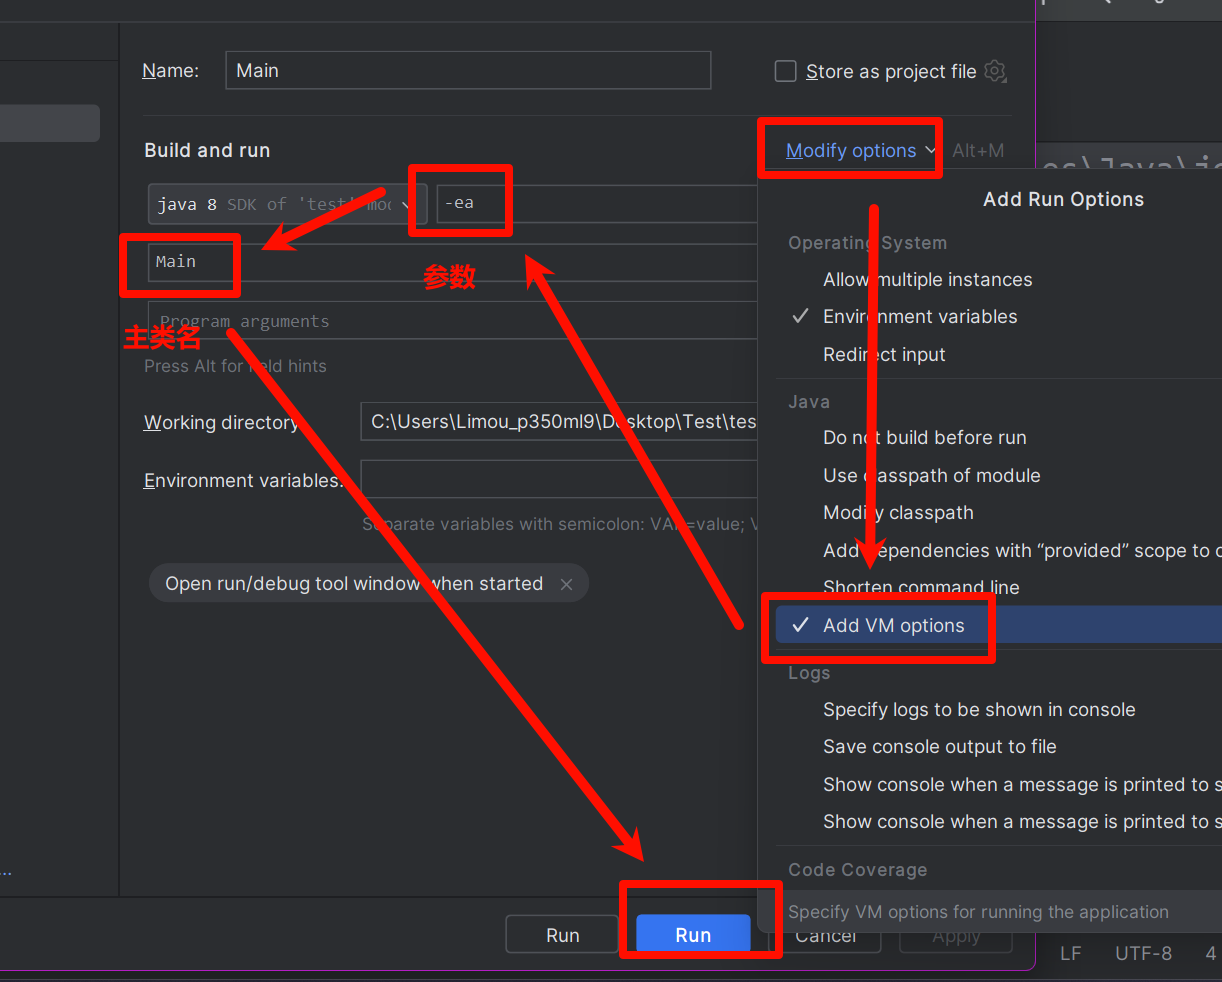 Name:
Main
Store as project file
Build and run
Modify options
Alt+M
java 8 SDK of 'test' mo
-ea
Main
参数
Program arguments
主类名
Press Alt for field hints
Working directory
C:\Users\Limou_p350ml9\Desktop\Test\tes
Environment variables:
Separate variables with semicolon: VAR=value; V
Open run/debug tool window when started
Add Run Options
Operating System
Allow multiple instances
Environment variables
Redirect input
Java
Do not build before run
Use classpath of module
Modify classpath
Add dependencies with “provided” scope to c
Shorten command line
Add VM options
Logs
Specify logs to be shown in console
Save console output to file
Show console when a message is printed to s
Show console when a message is printed to s
Code Coverage
Specify VM options for running the application
...
Run
Run
Cancel
Apply
LF
UTF-8
4